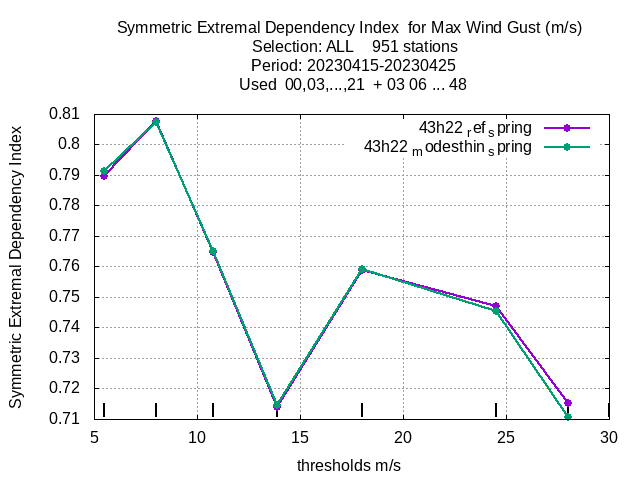 Symmetric Extremal Dependency Index for Max Wind Gust (m/s)
Selection: ALL 951 stations
Period: 20230415-20230425
Used 00,03,...,21 + 03 06 ... 48
43h22 ref spring
43h22 modesthin spring
Symmetric Extremal Dependency Index
0.81
0.8
0.79
0.78
0.77
0.76
0.75
0.74
0.73
0.72
0.71
5 10 15 20 25 30
thresholds m/s